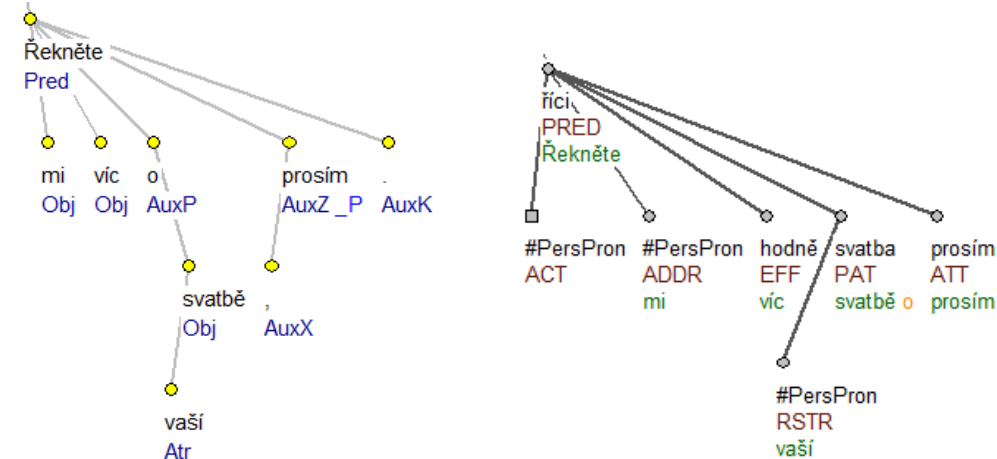 Řekněte
Pred
mi víc o prosím .
Obj Obj AuxP AuxZ _P AuxK
svatbě ,
Obj AuxX
vaší
Atr
říci
PRED
Řekněte
#PersPron #PersPron hodně svatba prosím
ACT ADDR EFF PAT ATT
mi víc svatbě o prosím
#PersPron
RSTR
vaší